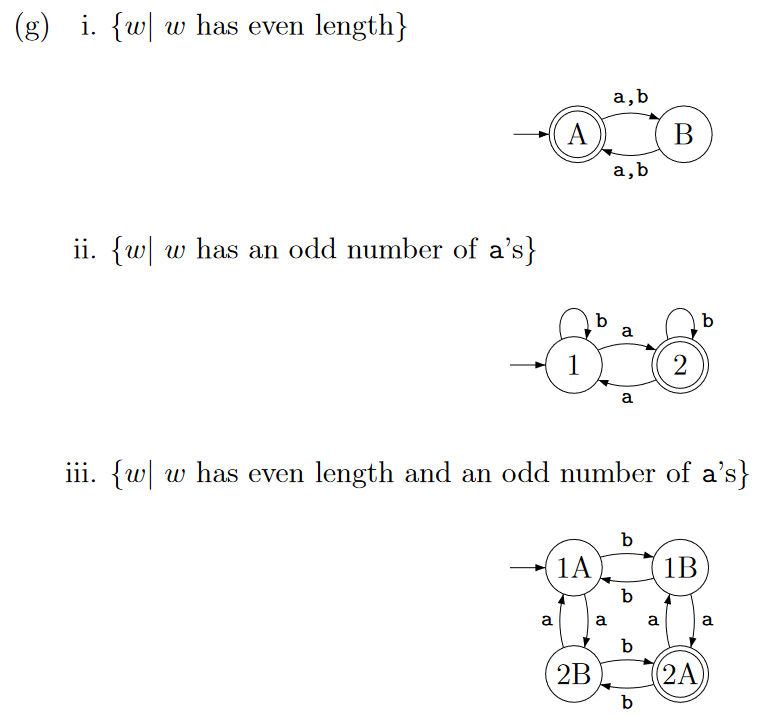 (g) i. {w| w has even length}
a,b
A B
a,b
ii. {w| w has an odd number of a's}
b a b
1 2
a
iii. {w| w has even length and an odd number of a's}
b
1A 1B
b
a a a a
b
2B 2A
b